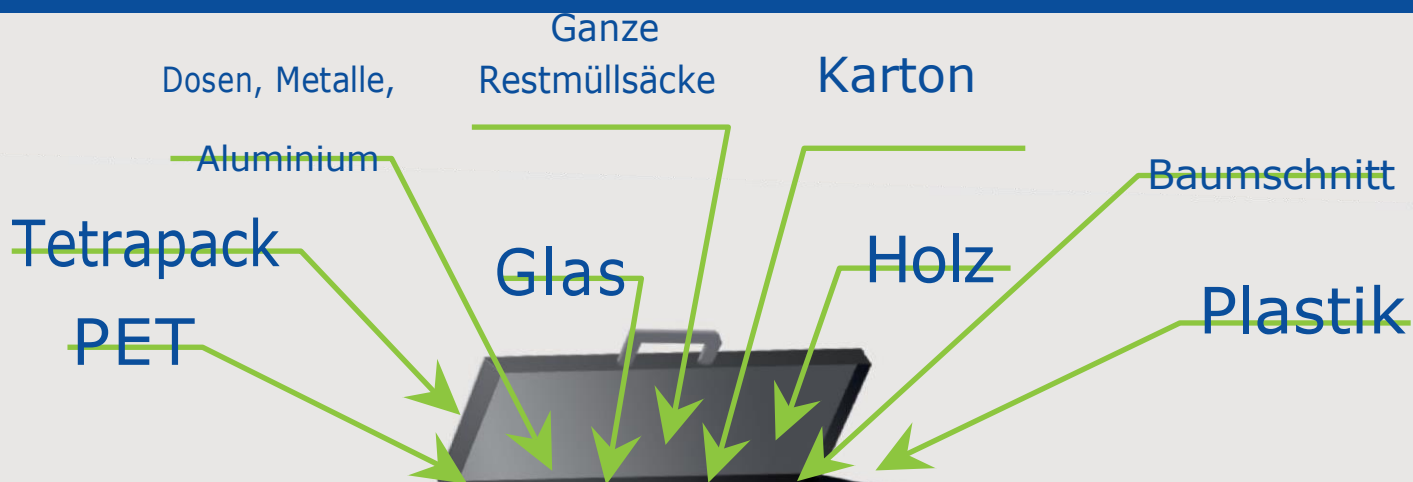 Ganze
Restmüllsäcke
Dosen, Metalle,
Aluminium
Karton
Baumschnitt
Tetrapack
Glas
Holz
PET
Plastik